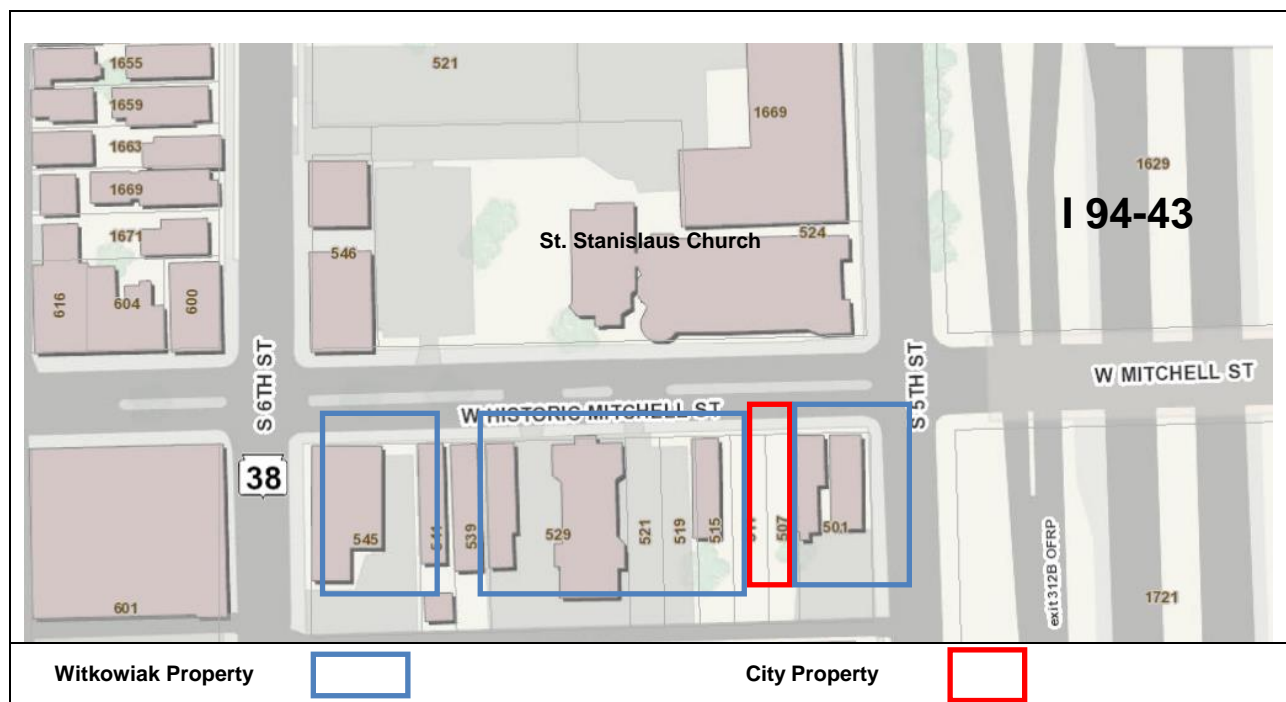 1655
521
1659
1669
1663
1629
1669
I 94-43
1671
St. Stanislaus Church
524
546
616
604
600
S 6TH ST
S 5TH ST
W MITCHELL ST
W HISTORIC MITCHELL ST
38
545
541
539
529
521
519
515
507
501
exit 312B OFRP
601
1721
Witkowiak Property
City Property